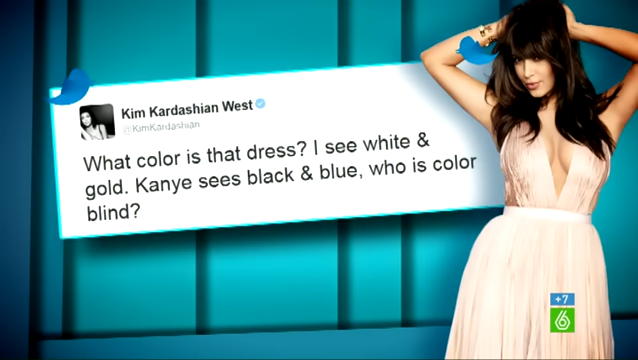 Kim Kardashian West
@KimKardashian
What color is that dress? I see white &
gold. Kanye sees black & blue, who is color
blind?
+7
6